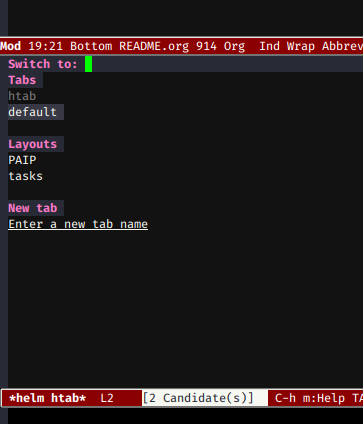 Mod 19:21 Bottom README.org 914 Org Ind Wrap Abbrev
Switch to:
Tabs
htab
default
Layouts
PAIP
tasks
New tab
Enter a new tab name
*helm htab* L2 [2 Candidate(s)] C-h m:Help TA